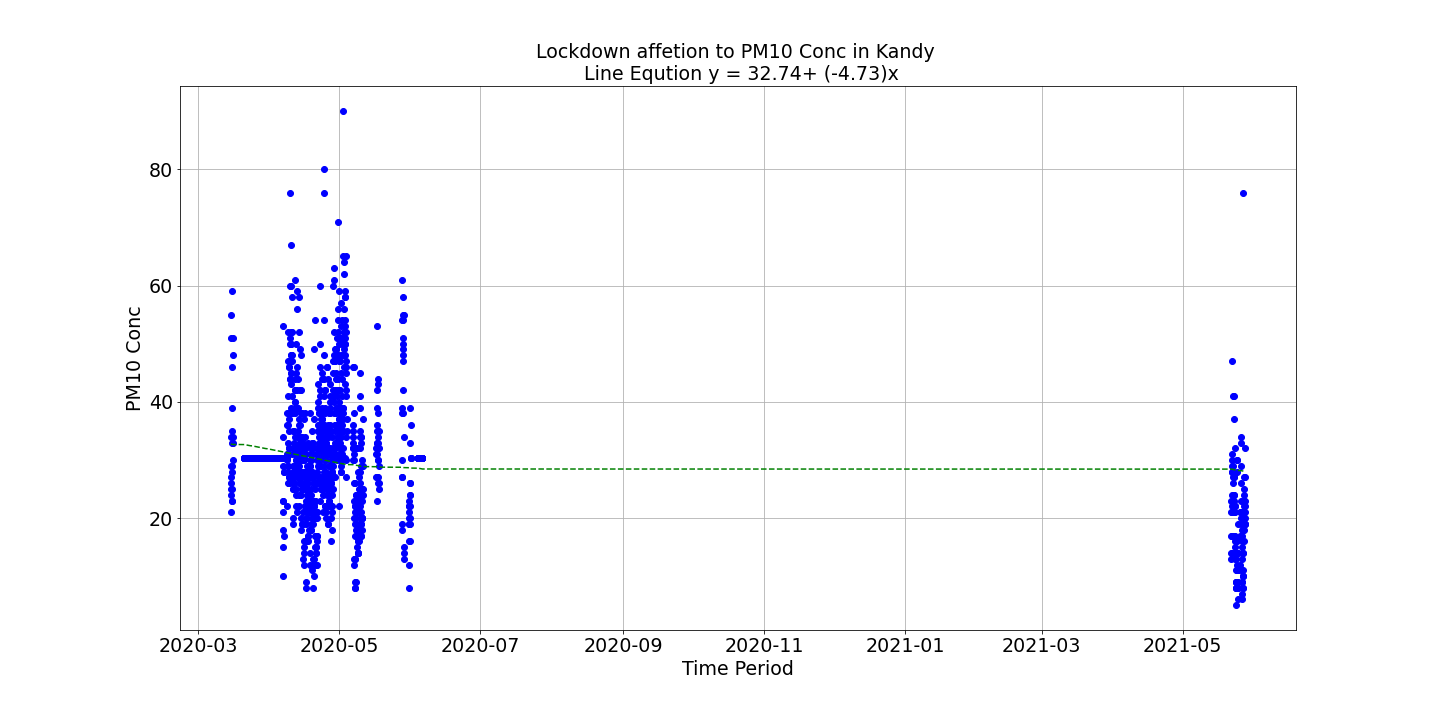 Lockdown affetion to PM10 Conc in Kandy
Line Eqution y = 32.74+ (-4.73)x
80
60
40
20
PM10 Conc
2020-03 2020-05 2020-07 2020-09 2020-11 2021-01 2021-03 2021-05
Time Period